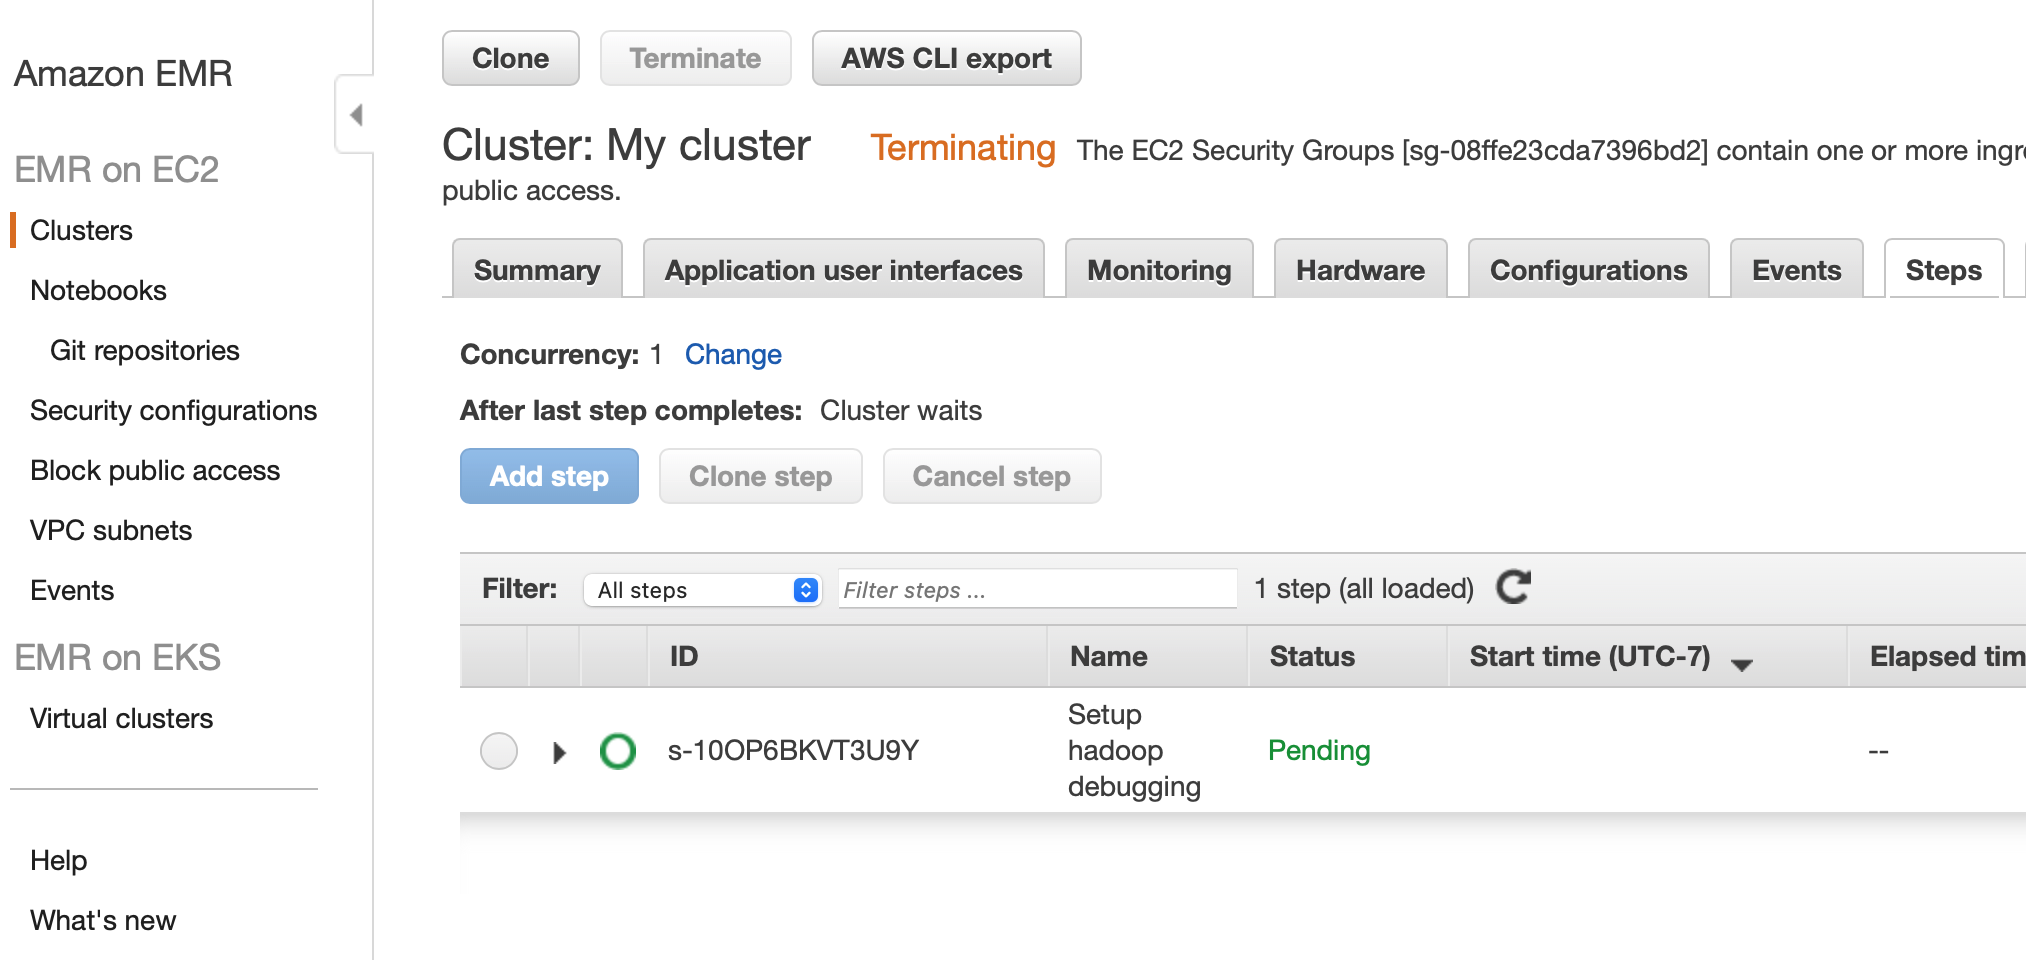 Amazon EMR
EMR on EC2
Clusters
Notebooks
Git repositories
Security configurations
Block public access
VPC subnets
Events
EMR on EKS
Virtual clusters
Help
What's new
Clone Terminate AWS CLI export
Cluster: My cluster Terminating The EC2 Security Groups [sg-08ffe23cda7396bd2] contain one or more ingr
public access.
Summary Application user interfaces Monitoring Hardware Configurations Events Steps
Concurrency: 1 Change
After last step completes: Cluster waits
Add step Clone step Cancel step
Filter: All steps Filter steps ... 1 step (all loaded)
ID Name Status Start time (UTC-7) Elapsed tim
Setup
s-10OP6BKVT3U9Y hadoop Pending --
debugging